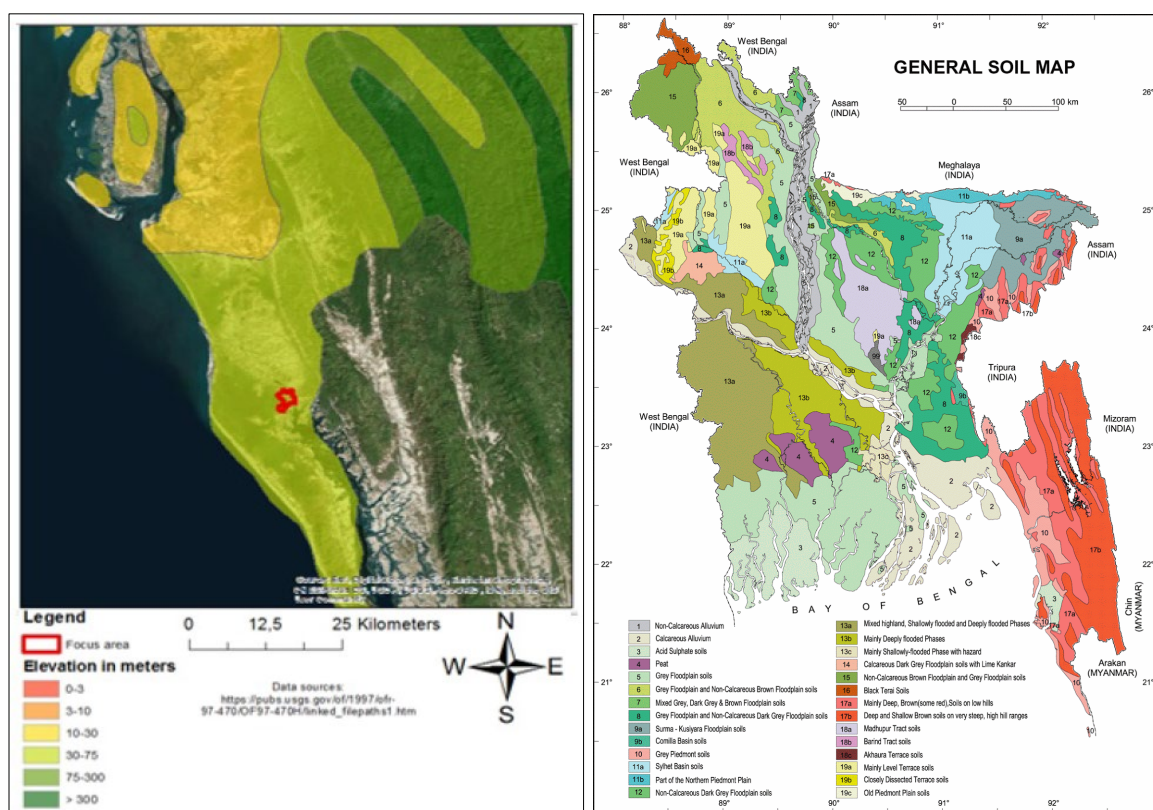 Legend
Focus area
Elevation in meters
0-3
3-10
10-30
30-75
75-300
> 300
0 12,5 25 Kilometers
Data sources:
https://pubs.usgs.gov/of/1997/ofr-
97-470/OF97-470H/linked_filepaths1.htm
N
W E
S
GENERAL SOIL MAP
50 0 50 100 km
88° 89° 90° 91° 92°
26°
25°
24°
23°
22°
21°
89° 90° 91° 92°
West Bengal
(INDIA)
Assam
(INDIA)
West Bengal
(INDIA)
Meghalaya
(INDIA)
Assam
(INDIA)
Tripura
(INDIA)
West Bengal
(INDIA)
Mizoram
(INDIA)
BAY OF BENGAL
Chin
(MYANMAR)
Arakan
(MYANMAR)
1 Non-Calcareous Alluvium
2 Calcareous Alluvium
3 Acid Sulphate soils
4 Peat
5 Grey Floodplain soils
6 Grey Floodplain and Non-Calcareous Brown Floodplain soils
7 Mixed Grey, Dark Grey & Brown Floodplain soils
8 Grey Floodplain and Non-Calcareous Dark Grey Floodplain soils
9a Surma - Kusiyara Floodplain soils
9b Comilla Basin soils
10 Grey Piedmont soils
11a Sylhet Basin soils
11b Part of the Northern Piedmont Plain
12 Non-Calcareous Dark Grey Floodplain soils
13a Mixed highland, Shallowly flooded and Deeply flooded Phases
13b Mainly Deeply flooded Phases
13c Mainly Shallowly-flooded Phase with hazard
14 Calcareous Dark Grey Floodplain soils with Lime Kankar
15 Non-Calcareous Brown Floodplain and Grey Floodplain soils
16 Black Terai Soils
17a Mainly Deep, Brown(some red),Soils on low hills
17b Deep and Shallow Brown soils on very steep, high hill ranges
18a Madhupur Tract soils
18b Barind Tract soils
18c Akhaura Terrace soils
19a Mainly Level Terrace soils
19b Closely Dissected Terrace soils
19c Old Piedmont Plain soils